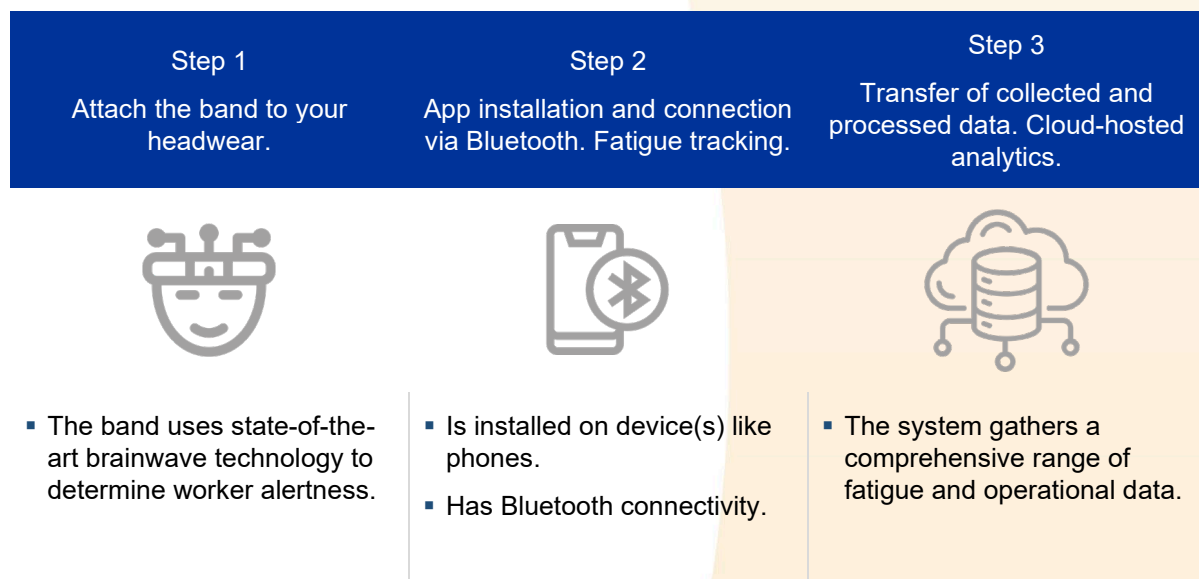 Step 1
Attach the band to your
headwear.
Step 2
App installation and connection
via Bluetooth. Fatigue tracking.
Step 3
Transfer of collected and
processed data. Cloud-hosted
analytics.
▪ The band uses state-of-the-
art brainwave technology to
determine worker alertness.
▪ Is installed on device(s) like
phones.
▪ Has Bluetooth connectivity.
▪ The system gathers a
comprehensive range of
fatigue and operational data.